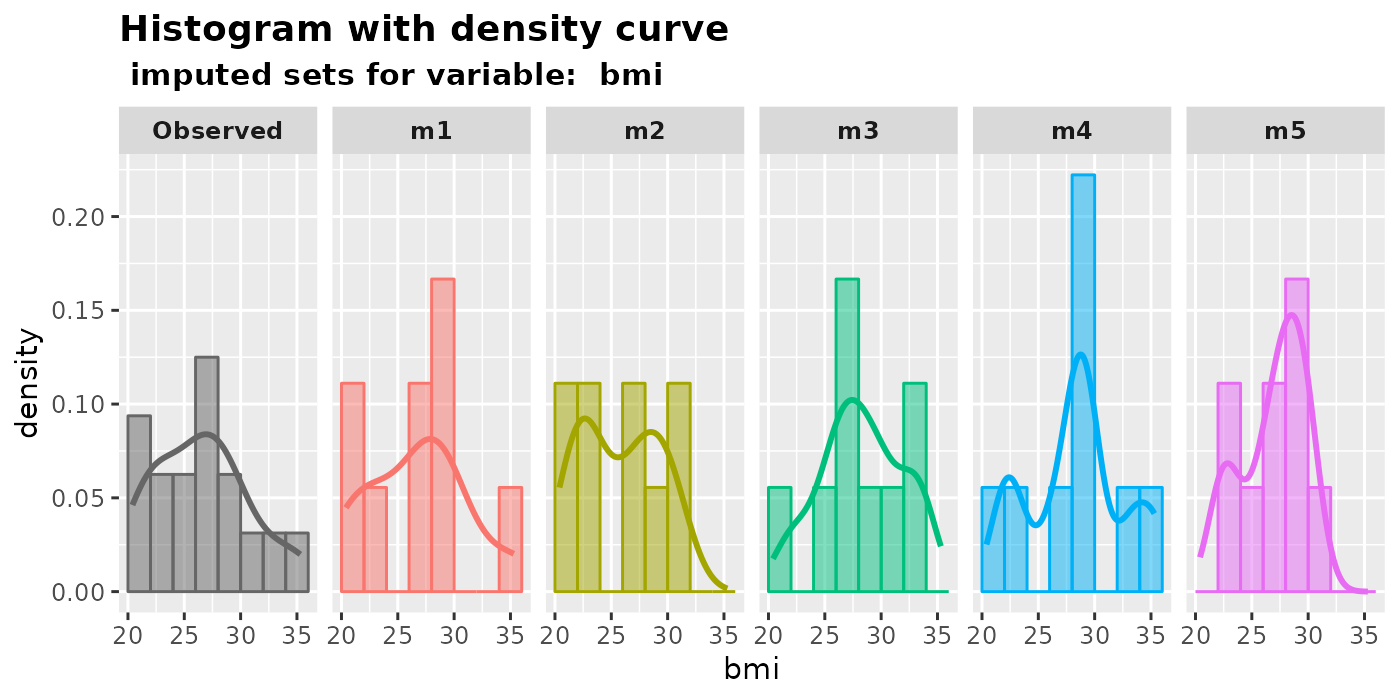 Histogram with density curve
imputed sets for variable:  bmi
Observed m1 m2 m3 m4 m5
density
0.20
0.15
0.10
0.05
0.00
20 25 30 35 20 25 30 35 20 25 30 35 20 25 30 35 20 25 30 35 20 25 30 35
bmi